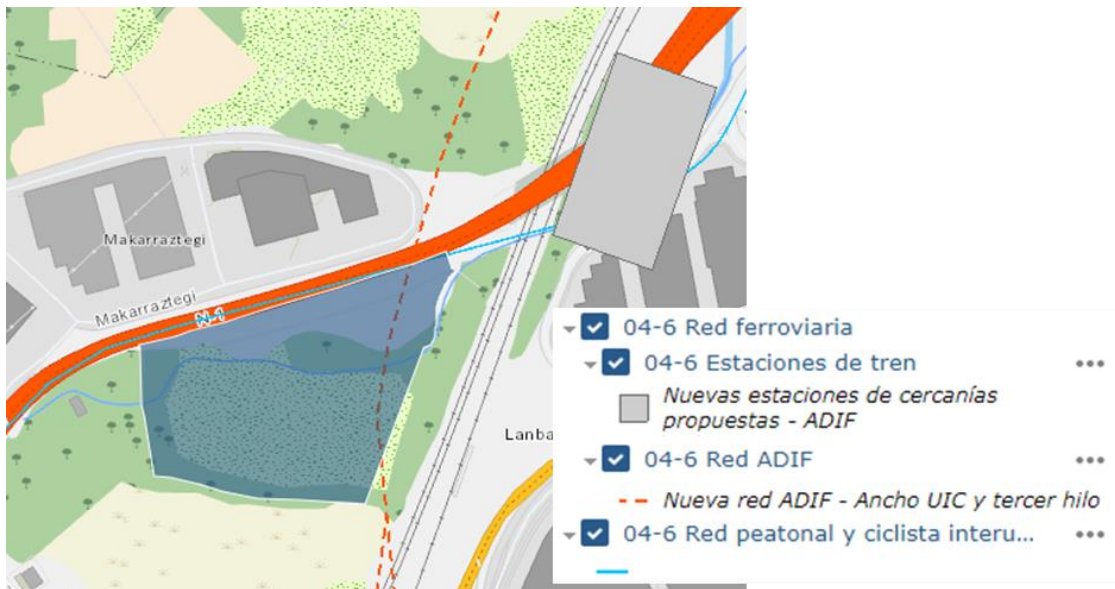 Makarraztegi
Makarraztegi
N-1
Lanba
04-6 Red ferroviaria
04-6 Estaciones de tren
Nuevas estaciones de cercanías
propuestas - ADIF
04-6 Red ADIF
Nueva red ADIF - Ancho UIC y tercer hilo
04-6 Red peatonal y ciclista interu...